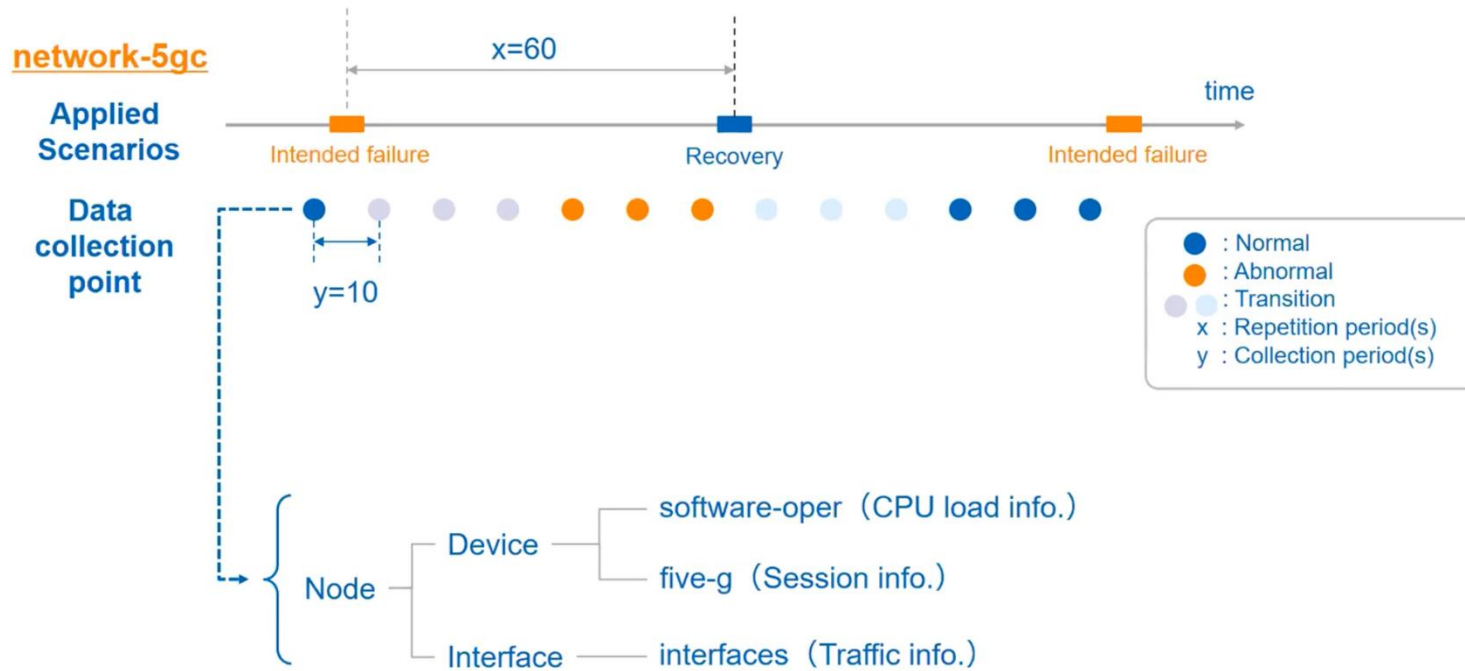 network-5gc
x=60
time
Applied
Scenarios
Intended failure
Recovery
Intended failure
Data
collection
point
y=10
: Normal
: Abnormal
: Transition
x : Repetition period(s)
y : Collection period(s)
software-oper（CPU load info.）
Device
five-g（Session info.）
Node
Interface
interfaces（Traffic info.）